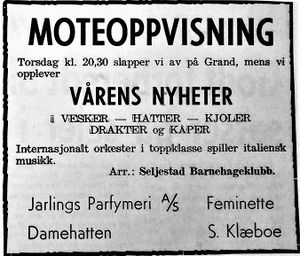 MOTEOPPVISNING
Torsdag kl. 20,30 slapper vi av på Grand, mens vi
opplever
VÅRENS NYHETER
i VESKER — HATTER — KJOLER
DRAKTER og KAPER
Internasjonalt orkester i toppklasse spiller italiensk
musikk.
Arr.: Seljestad Barnehageklubb.
Jarlings Parfymeri A/S Feminette
Damehatten S. Klæboe